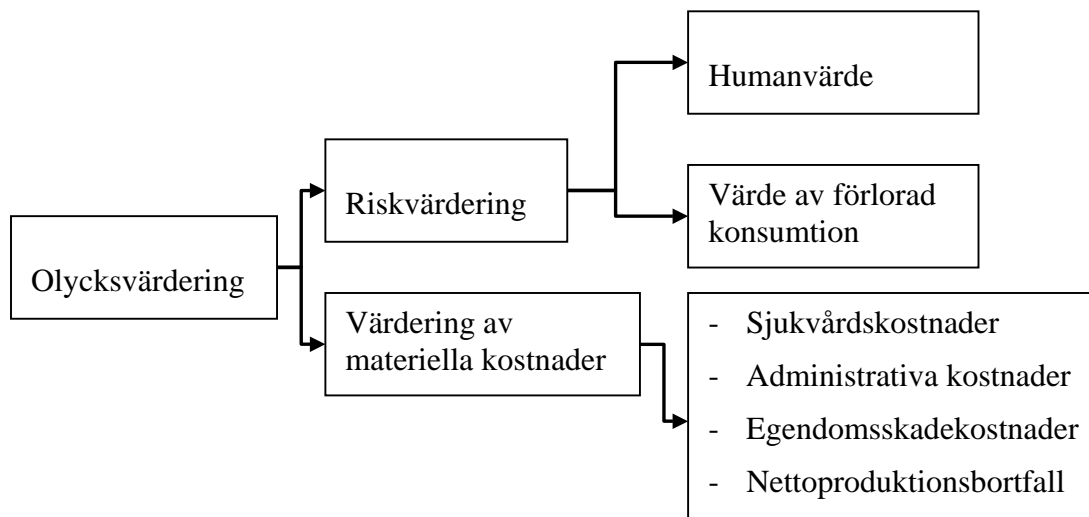 Olycksvärdering
Riskvärdering
Humanvärde
Värde av förlorad
konsumtion
Värdering av
materiella kostnader
- Sjukvårdskostnader
- Administrativa kostnader
- Egendomsskadekostnader
- Nettoproduktionsbortfall